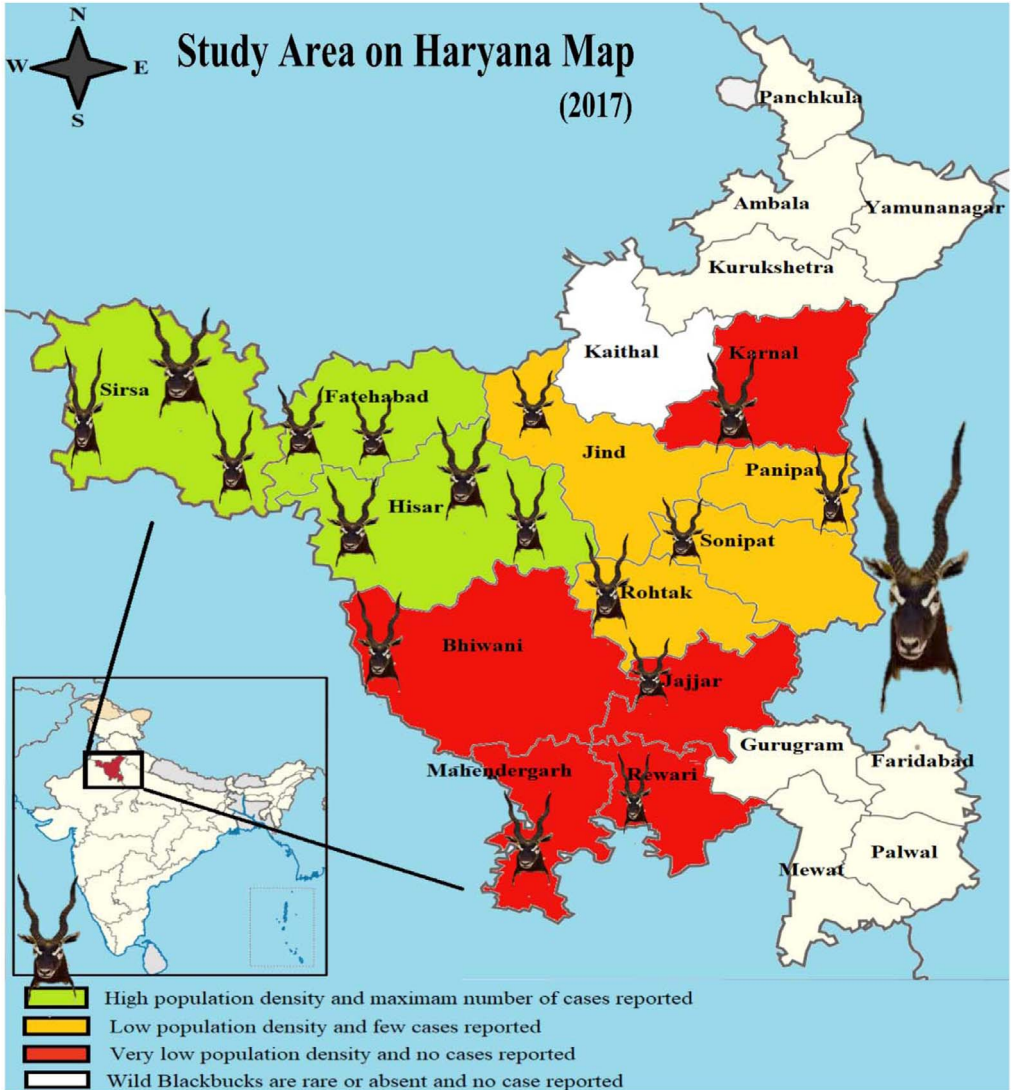 N
W E
S
Study Area on Haryana Map
(2017)
Panchkula
Ambala
Yamunanagar
Kurukshetra
Kaithal
Karnal
Sirsa
Fatehabad
Jind
Panipat
Hisar
Sonipat
Rohtak
Bhiwani
Jajjar
Gurugram
Faridabad
Mahendergarh
Rewari
Palwal
Mewat
High population density and maximam number of cases reported
Low population density and few cases reported
Very low population density and no cases reported
Wild Blackbucks are rare or absent and no case reported